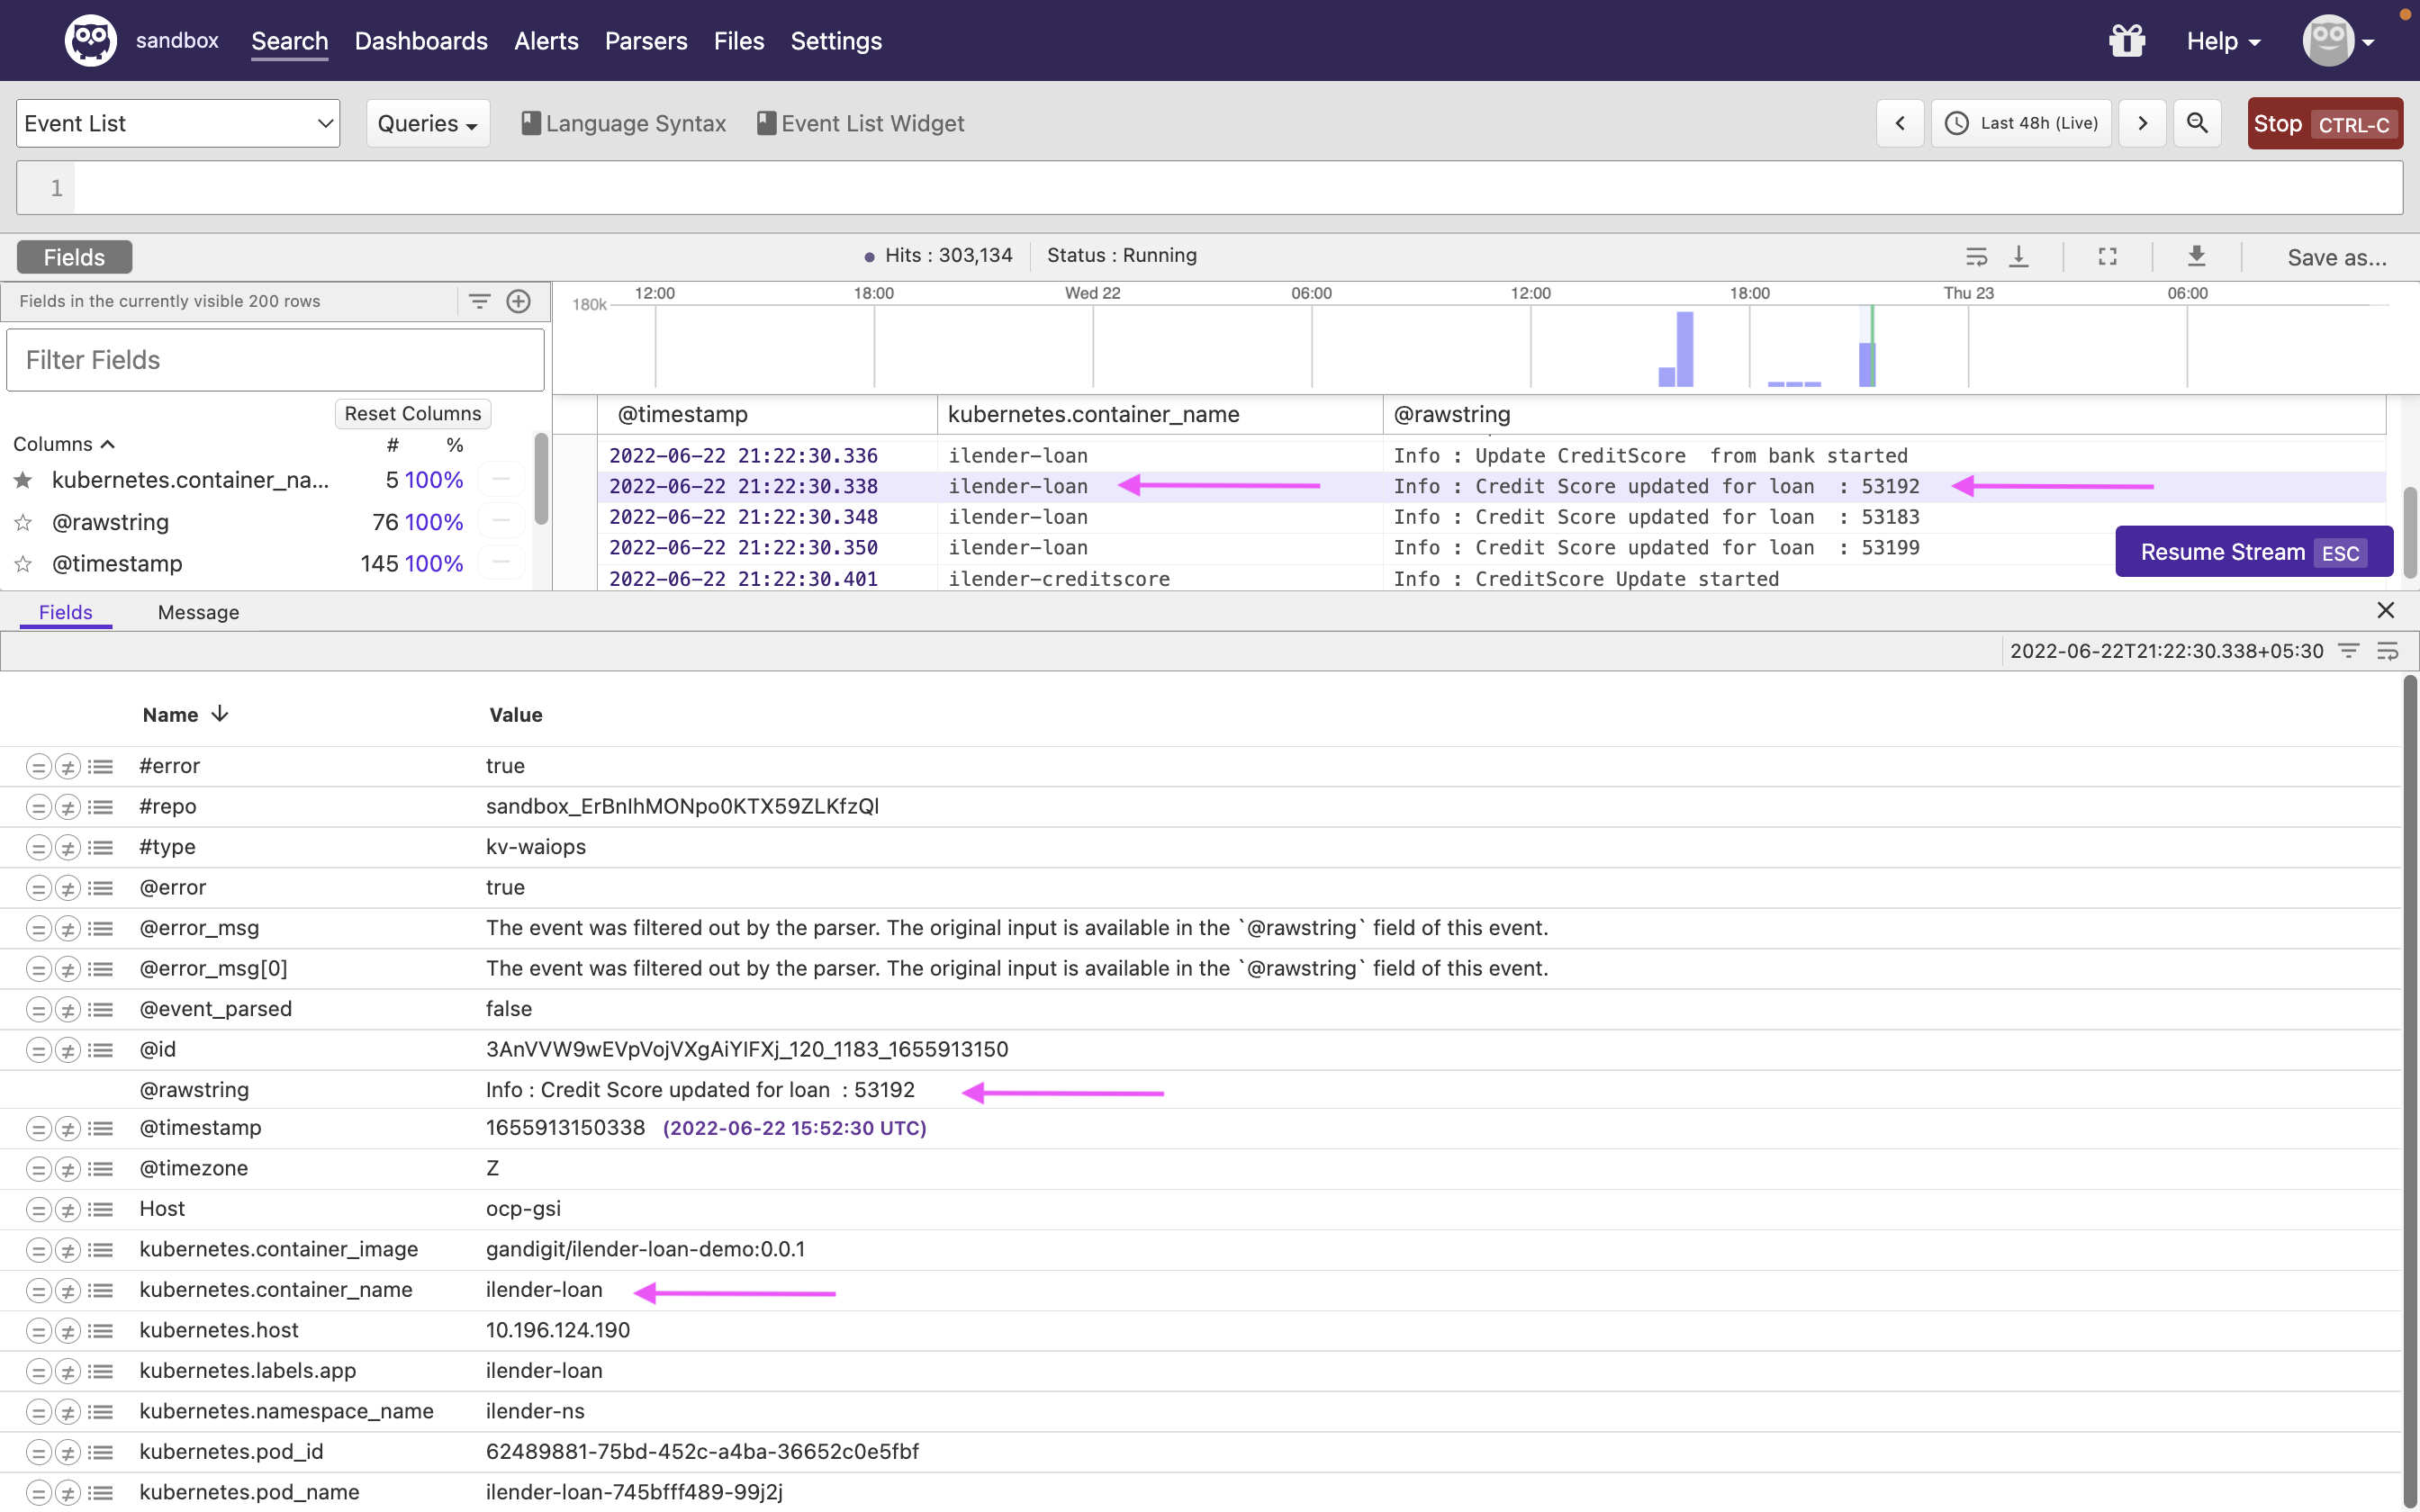 sandbox Search Dashboards Alerts Parsers Files Settings Help
Event List Queries Language Syntax Event List Widget Last 48h (Live) Stop CTRL-C
1
Fields Hits : 303,134 Status : Running Save as...
Fields in the currently visible 200 rows
12:00 18:00 Wed 22 06:00 12:00 18:00 Thu 23 06:00
180k
Filter Fields
Reset Columns
@timestamp kubernetes.container_name @rawstring
Columns # %
2022-06-22 21:22:30.336 ilender-loan Info : Update CreditScore from bank started
kubernetes.container_na... 5 100%
2022-06-22 21:22:30.338 ilender-loan Info : Credit Score updated for loan : 53192
@rawstring 76 100%
2022-06-22 21:22:30.348 ilender-loan Info : Credit Score updated for loan : 53183
2022-06-22 21:22:30.350 ilender-loan Info : Credit Score updated for loan : 53199
Resume Stream ESC
@timestamp 145 100%
2022-06-22 21:22:30.401 ilender-creditscore Info : CreditScore Update started
Fields Message
2022-06-22T21:22:30.338+05:30
Name Value
#error true
#repo sandbox_ErBnIhMONpo0KTX59ZLKfzQl
#type kv-waiops
@error true
@error_msg The event was filtered out by the parser. The original input is available in the `@rawstring` field of this event.
@error_msg[0] The event was filtered out by the parser. The original input is available in the `@rawstring` field of this event.
@event_parsed false
@id 3AnVVW9wEVpVojVXgAiYIFXj_120_1183_1655913150
@rawstring Info : Credit Score updated for loan : 53192
@timestamp 1655913150338 (2022-06-22 15:52:30 UTC)
@timezone Z
Host ocp-gsi
kubernetes.container_image gandigit/ilender-loan-demo:0.0.1
kubernetes.container_name ilender-loan
kubernetes.host 10.196.124.190
kubernetes.labels.app ilender-loan
kubernetes.namespace_name ilender-ns
kubernetes.pod_id 62489881-75bd-452c-a4ba-36652c0e5fbf
kubernetes.pod_name ilender-loan-745bfff489-99j2j